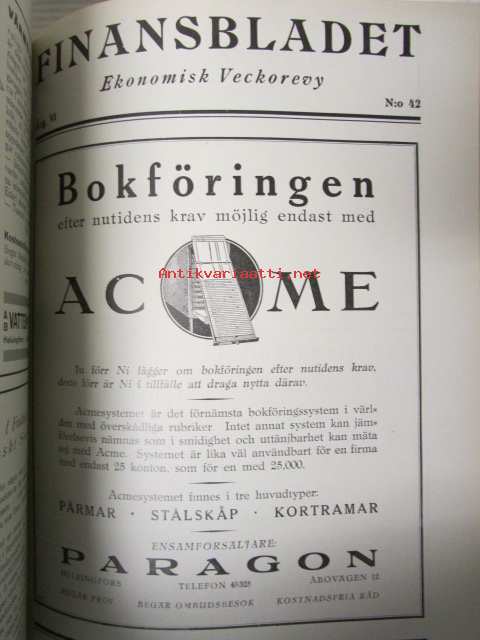 FINANSBLADET
Ekonomisk Veckorevy
N:o 42
Bokföringen
efter nutidens krav möjlig endast med
Antikvariaatti.net
ACME
Ju förr Ni lägger om bokföringen efter nutidens krav,
desto förr är Ni i tillfälle att draga nytta därav.
Acmesystemet är det förnämsta bokföringssystem i värl-
den med överskådliga rubriker. Intet annat system kan jäm-
förelsevis nämnas som i smidighet och uttänjbarhet kan mäta
sig med Acme. Systemet är lika väl användbart för en firma
med endast 25 konton, som för en med 25,000.
Acmesystemet finnes i tre huvudtyper:
PÄRMAR · STÅLSKÅP · KORTRAMAR
ENSAMFÖRSÄLJARE:
PARAGON
HELSINGFORS TELEFON ÅBOVÄGEN 12
BEGÄR PROV BEGÄR OMBUDSBESÖK KOSTNADSFRIA RÅD